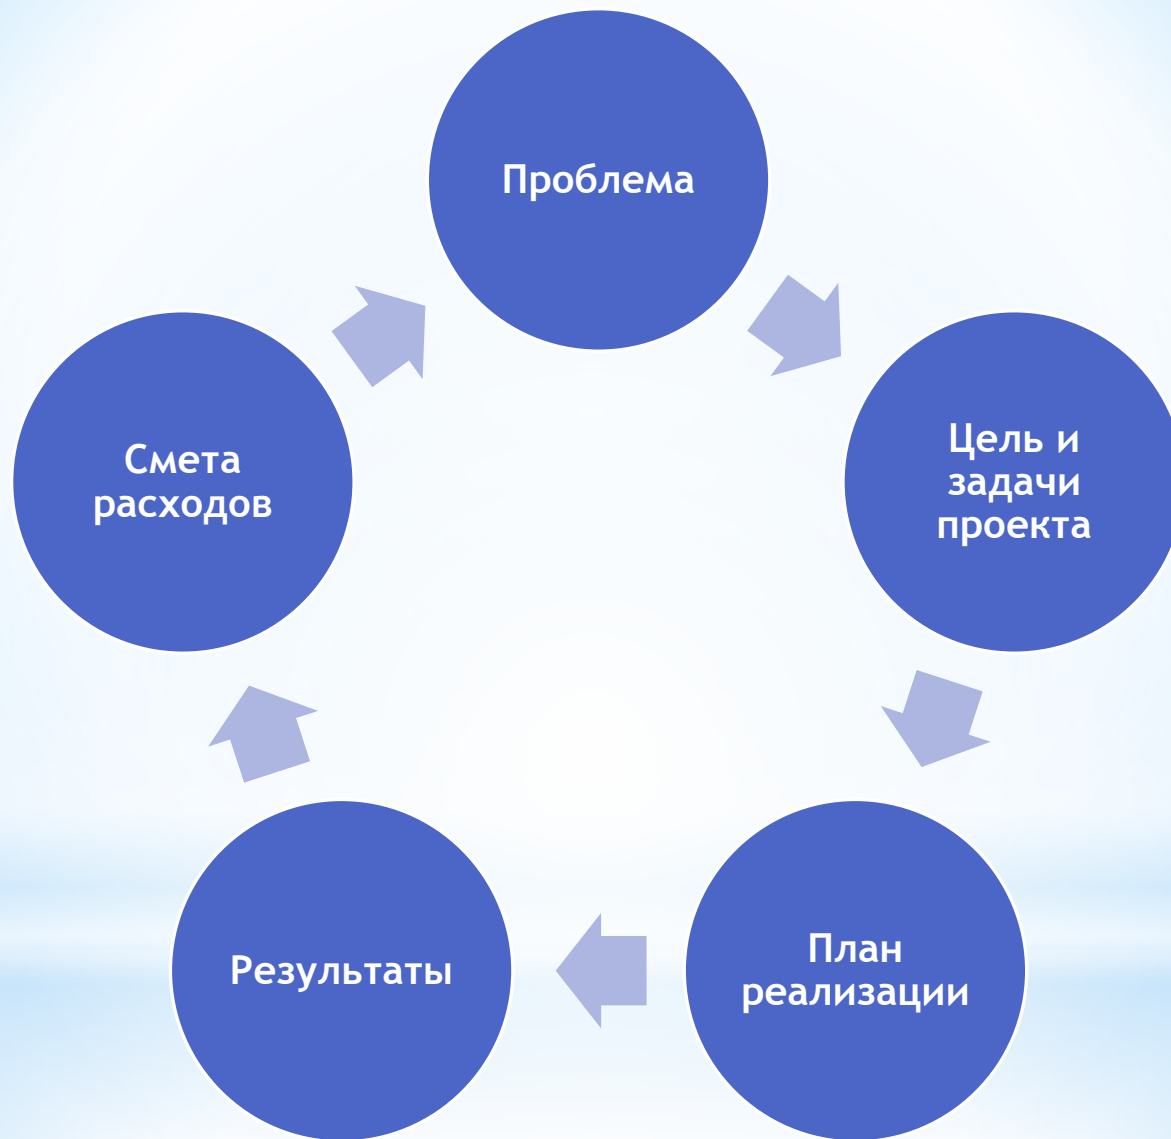 Проблема
Цель и
задачи
проекта
План
реализации
Результаты
Смета
расходов